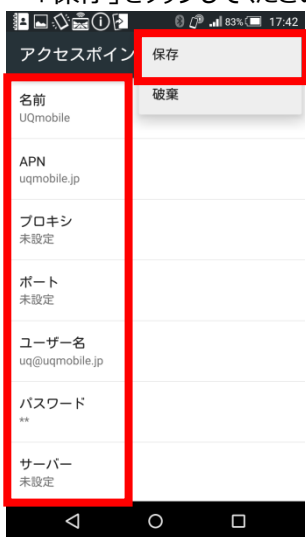 「保存」をタップしてください
83% 17:42
アクセスポイン
保存
破棄
名前
UQmobile
APN
uqmobile.jp
プロキシ
未設定
ポート
未設定
ユーザー名
uq@uqmobile.jp
パスワード
**
サーバー
未設定